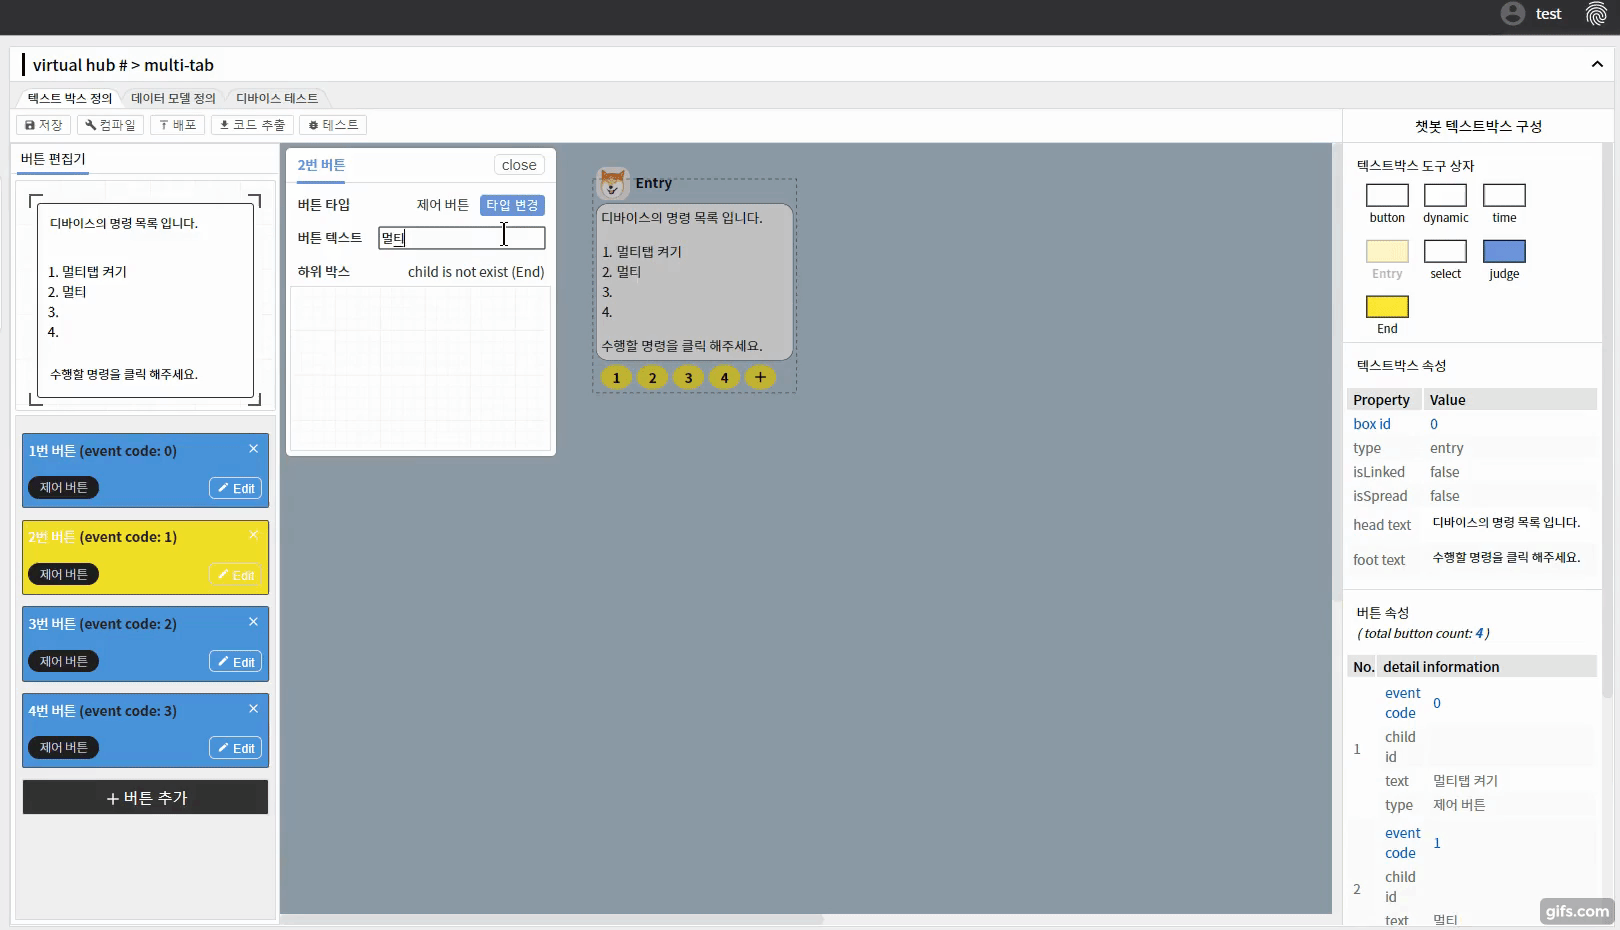 test
virtual hub # > multi-tab
텍스트 박스 정의
데이터 모델 정의
디바이스 테스트
저장
컴파일
배포
코드 추출
테스트
버튼 편집기
디바이스의 명령 목록 입니다.
1. 멀티탭 켜기
2. 멀티
3.
4.
수행할 명령을 클릭 해주세요.
1번 버튼 (event code: 0)
×
제어 버튼
Edit
2번 버튼 (event code: 1)
×
제어 버튼
Edit
3번 버튼 (event code: 2)
×
제어 버튼
Edit
4번 버튼 (event code: 3)
×
제어 버튼
Edit
+ 버튼 추가
2번 버튼
close
버튼 타입 제어 버튼 타입 변경
버튼 텍스트 멀티
하위 박스 child is not exist (End)
Entry
디바이스의 명령 목록 입니다.
1. 멀티탭 켜기
2. 멀티
3.
4.
수행할 명령을 클릭 해주세요.
1 2 3 4 +
챗봇 텍스트박스 구성
텍스트박스 도구 상자
button dynamic time
Entry select judge
End
텍스트박스 속성
Property Value
box id 0
type entry
isLinked false
isSpread false
head text 디바이스의 명령 목록 입니다.
foot text 수행할 명령을 클릭 해주세요.
버튼 속성
( total button count: 4 )
No. detail information
1
event code 0
child id
text 멀티탭 켜기
type 제어 버튼
2
event code 1
child id
text 멀티
gifs.com